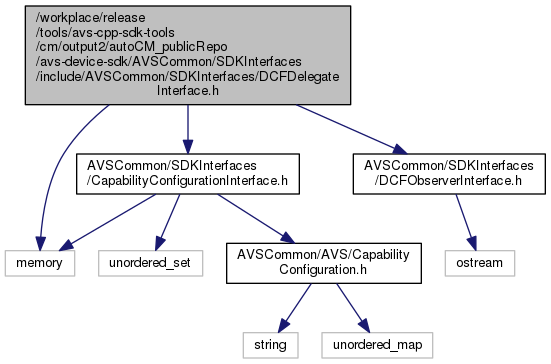 /workplace/release
/tools/avs-cpp-sdk-tools
/cm/output2/autoCM_publicRepo
/avs-device-sdk/AVSCommon/SDKInterfaces
/include/AVSCommon/SDKInterfaces/DCFDelegate
Interface.h
AVSCommon/SDKInterfaces
/CapabilityConfigurationInterface.h
AVSCommon/SDKInterfaces
/DCFObserverInterface.h
memory
unordered_set
AVSCommon/AVS/Capability
Configuration.h
ostream
string
unordered_map